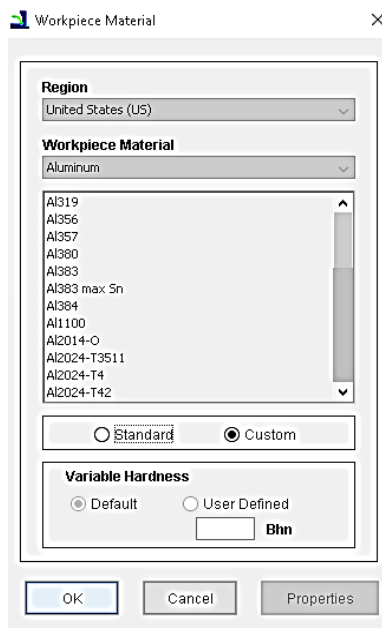 Workpiece Material
Region
United States (US)
Workpiece Material
Aluminum
Al319
Al356
Al357
Al380
Al383
Al383 max Sn
Al384
Al1100
Al2014-O
Al2024-T3511
Al2024-T4
Al2024-T42
Standard Custom
Variable Hardness
Default User Defined
Bhn
OK Cancel Properties